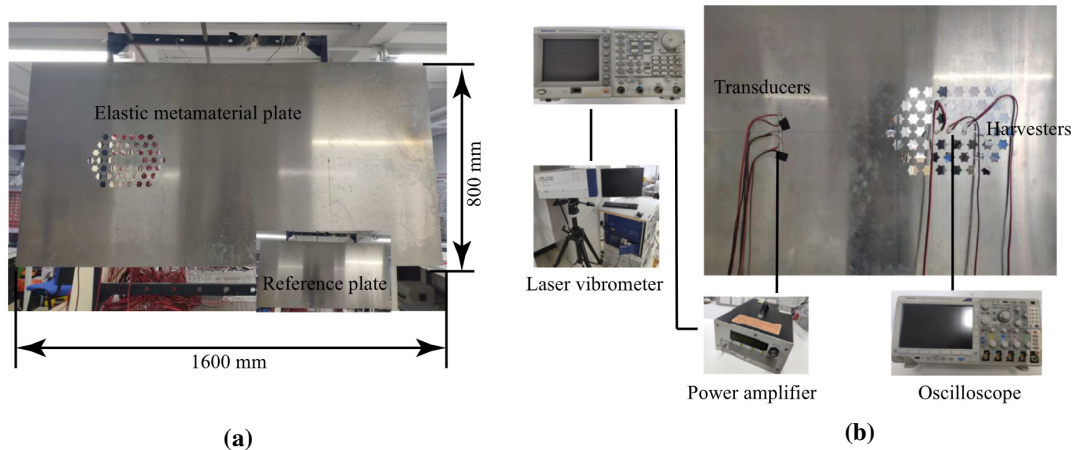 Elastic metamaterial plate
800 mm
Reference plate
1600 mm
(a)
Transducers
Harvesters
Laser vibrometer
Power amplifier
Oscilloscope
(b)